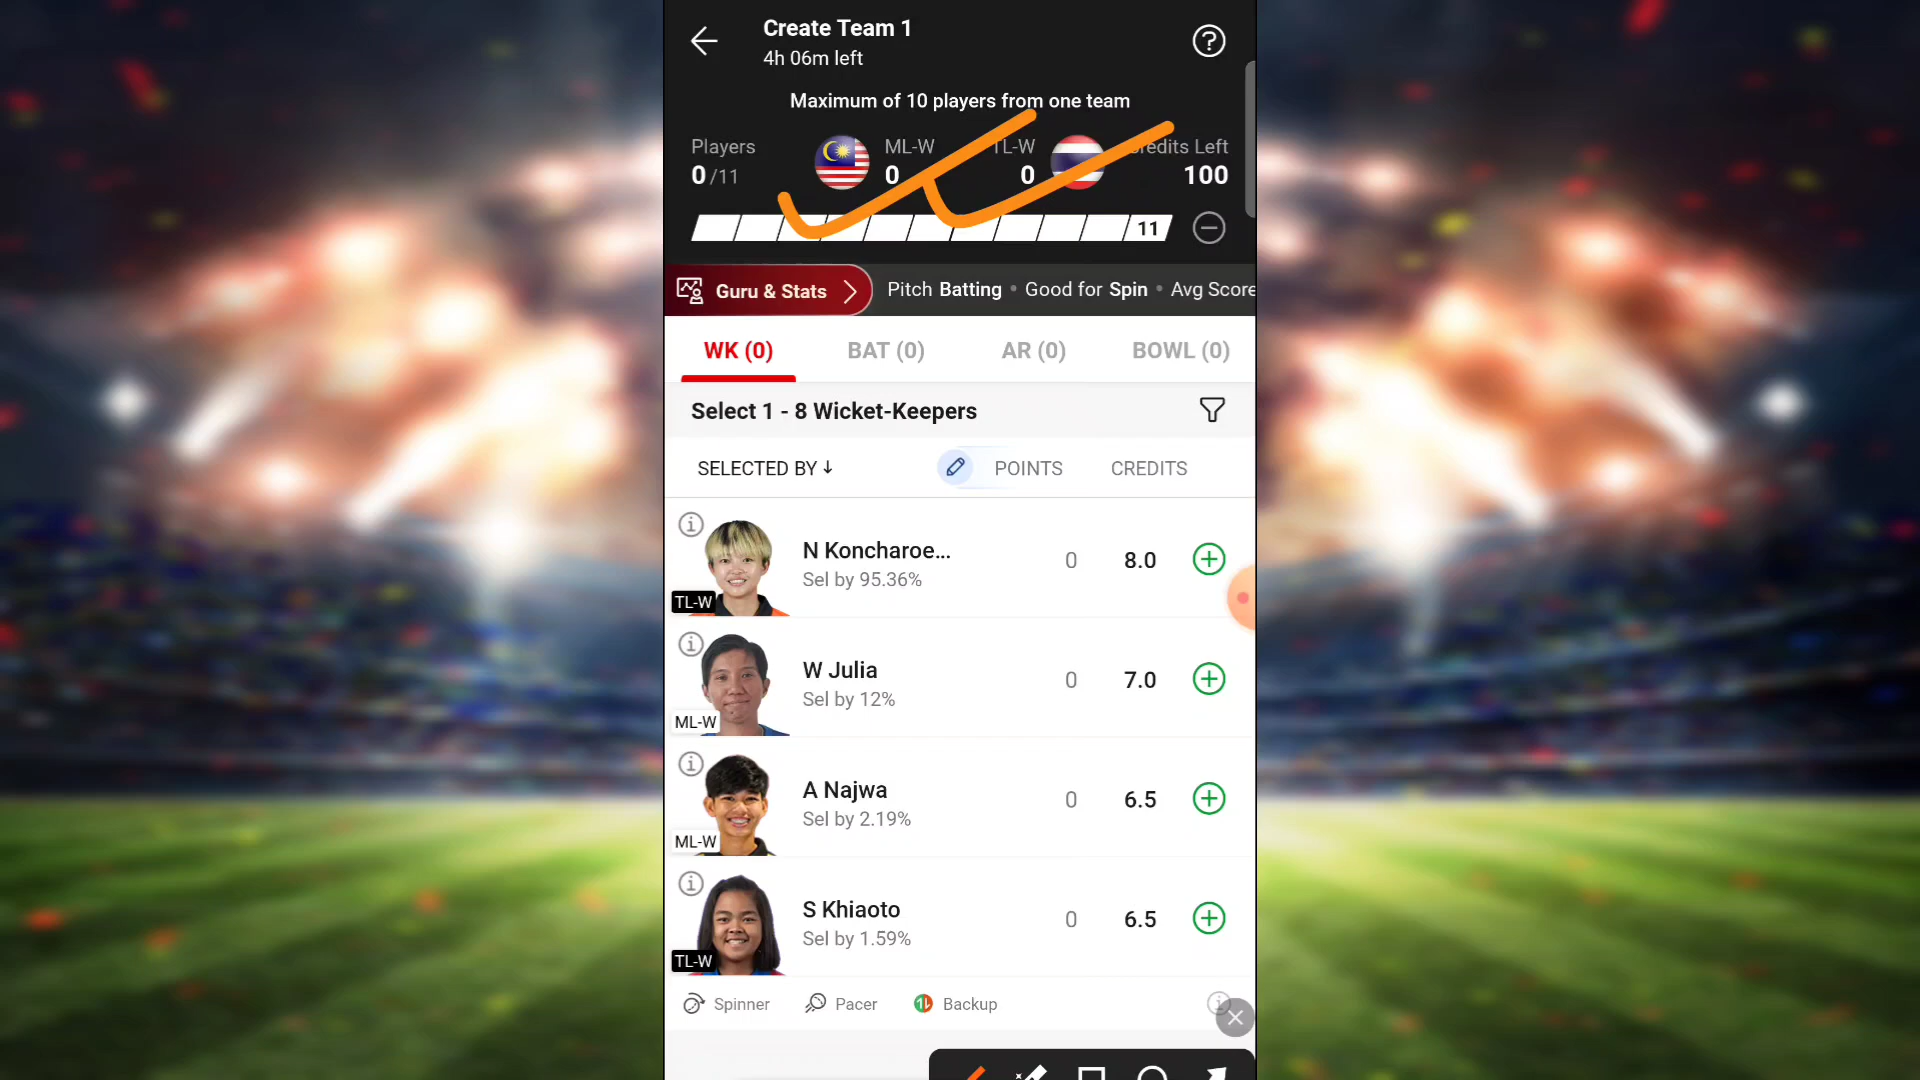 Create Team 1
4h 06m left
Maximum of 10 players from one team
Players
0/11
ML-W
0
TL-W
0
Credits Left
100
11
Guru & Stats
Pitch Batting • Good for Spin • Avg Score
WK (0)
BAT (0)
AR (0)
BOWL (0)
Select 1 - 8 Wicket-Keepers
SELECTED BY ↓
POINTS
CREDITS
N Koncharoe...
Sel by 95.36%
TL-W
0
8.0
W Julia
Sel by 12%
ML-W
0
7.0
A Najwa
Sel by 2.19%
ML-W
0
6.5
S Khiaoto
Sel by 1.59%
TL-W
0
6.5
Spinner
Pacer
Backup